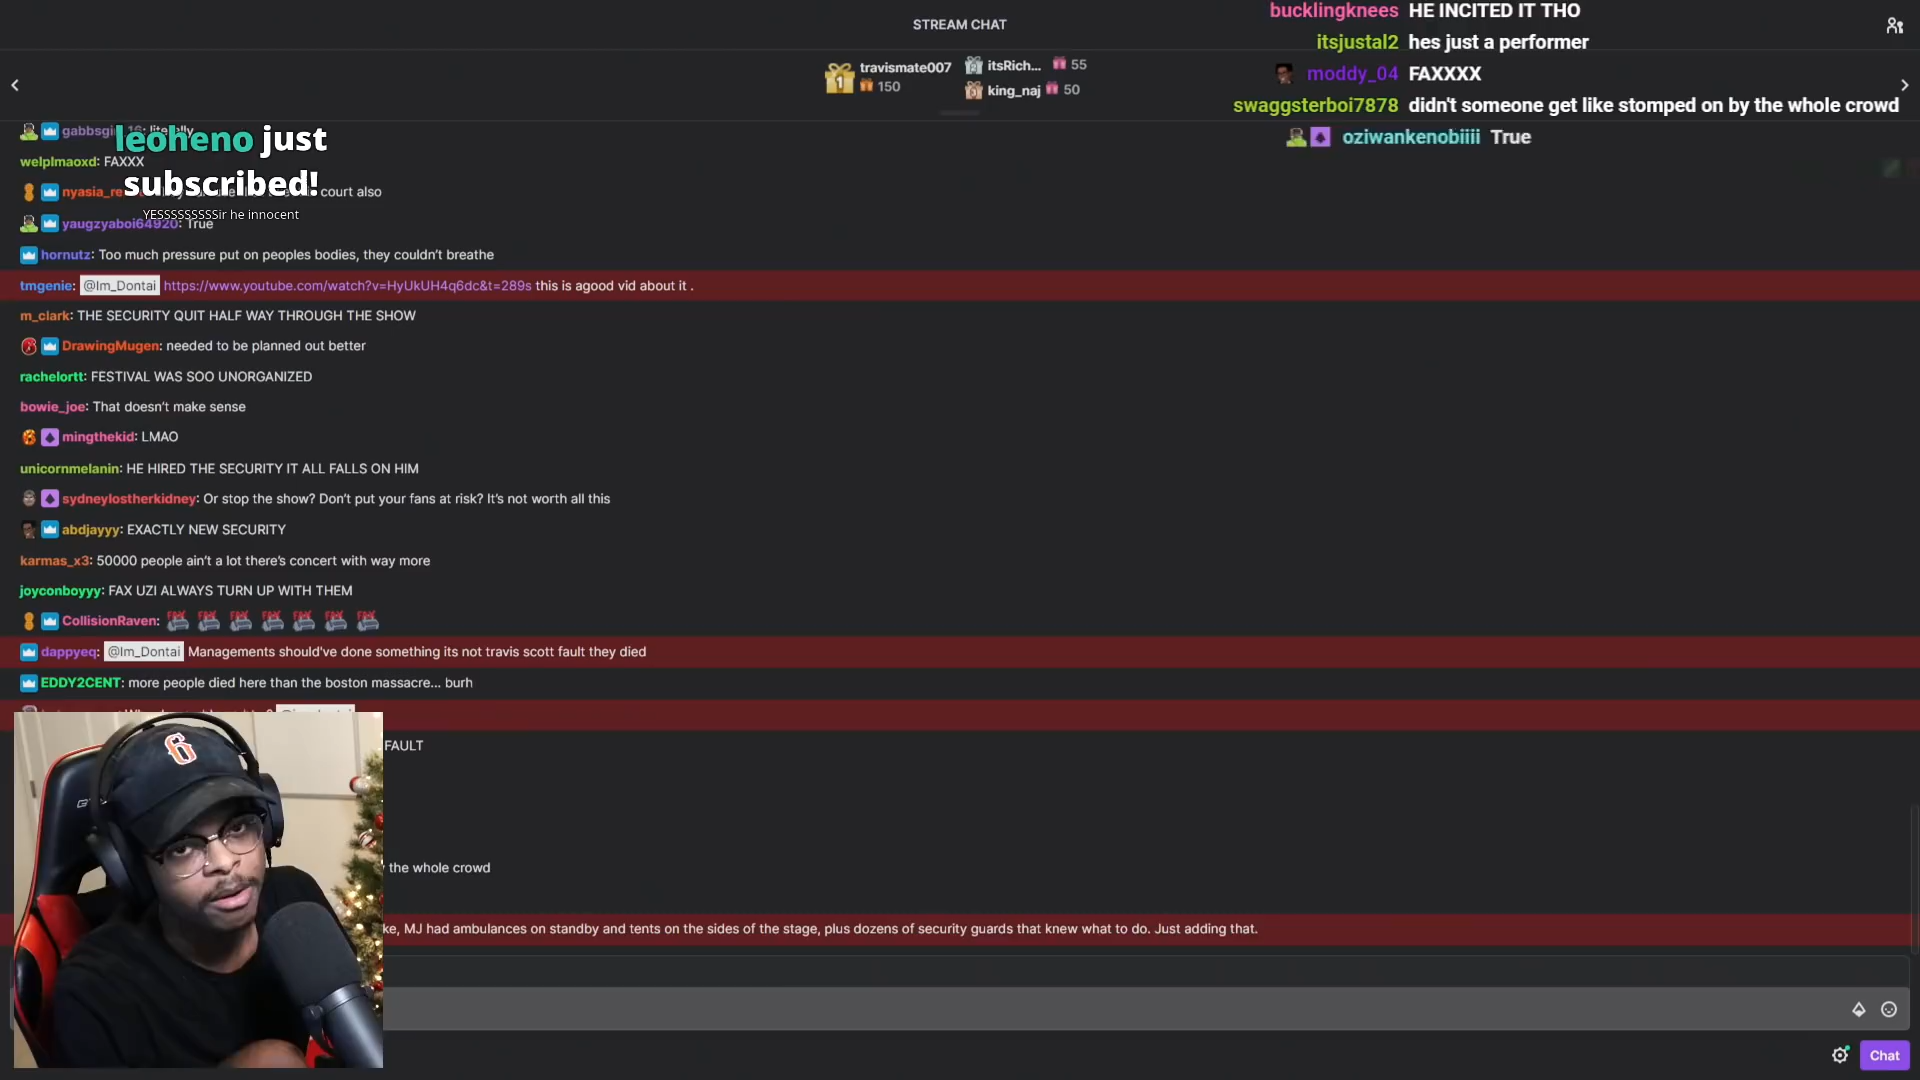 STREAM CHAT
travismate007
150
itsRich...
55
king_naj
50
bucklingknees HE INCITED IT THO
itsjustal2 hes just a performer
moddy_04 FAXXXX
swaggsterboi7878 didn't someone get like stomped on by the whole crowd
oziwankenobiiii True
leoheno just
subscribed!
YESSSSSSSSSir he innocent
welplmaoxd: FAXXX
court also
yaugzyaboi64920: True
hornutz: Too much pressure put on peoples bodies, they couldn't breathe
tmgenie: @Im_Dontai https://www.youtube.com/watch?v=HyUkUH4q6dc&t=289s this is agood vid about it .
m_clark: THE SECURITY QUIT HALF WAY THROUGH THE SHOW
DrawingMugen: needed to be planned out better
rachelortt: FESTIVAL WAS SOO UNORGANIZED
bowie_joe: That doesn't make sense
mingthekid: LMAO
unicornmelanin: HE HIRED THE SECURITY IT ALL FALLS ON HIM
sydneylostherkidney: Or stop the show? Don't put your fans at risk? It's not worth all this
abdjayyy: EXACTLY NEW SECURITY
karmas_x3: 50000 people ain't a lot there's concert with way more
joyconboyyy: FAX UZI ALWAYS TURN UP WITH THEM
CollisionRaven:
dappyeq: @Im_Dontai Managements should've done something its not travis scott fault they died
EDDY2CENT: more people died here than the boston massacre... burh
FAULT
the whole crowd
ke, MJ had ambulances on standby and tents on the sides of the stage, plus dozens of security guards that knew what to do. Just adding that.
Chat